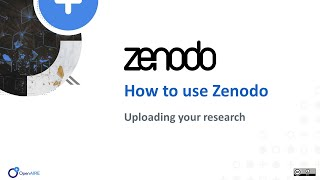 zenodo
How to use Zenodo
Uploading your research
OpenAIRE